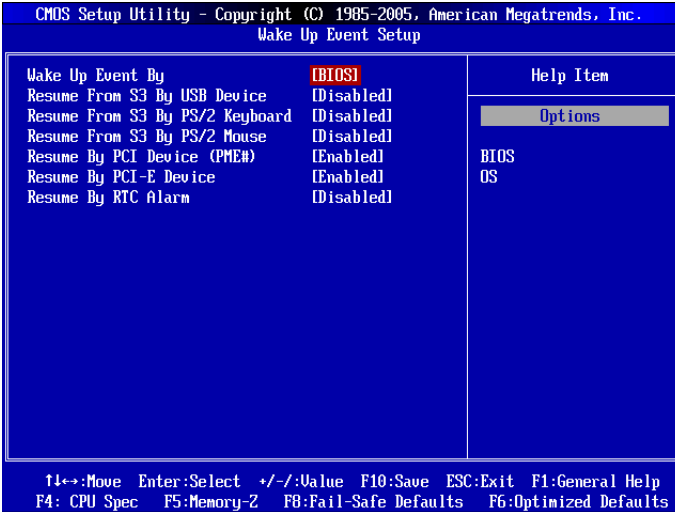 CMOS Setup Utility - Copyright (C) 1985-2005, American Megatrends, Inc.
Wake Up Event Setup
Wake Up Event By [BIOS]
Resume From S3 By USB Device [Disabled]
Resume From S3 By PS/2 Keyboard [Disabled]
Resume From S3 By PS/2 Mouse [Disabled]
Resume By PCI Device (PME#) [Enabled]
Resume By PCI-E Device [Enabled]
Resume By RTC Alarm [Disabled]
Help Item
Options
BIOS
OS
↑↓←→:Move Enter:Select +/-/:Value F10:Save ESC:Exit F1:General Help
F4: CPU Spec F5:Memory-Z F8:Fail-Safe Defaults F6:Optimized Defaults